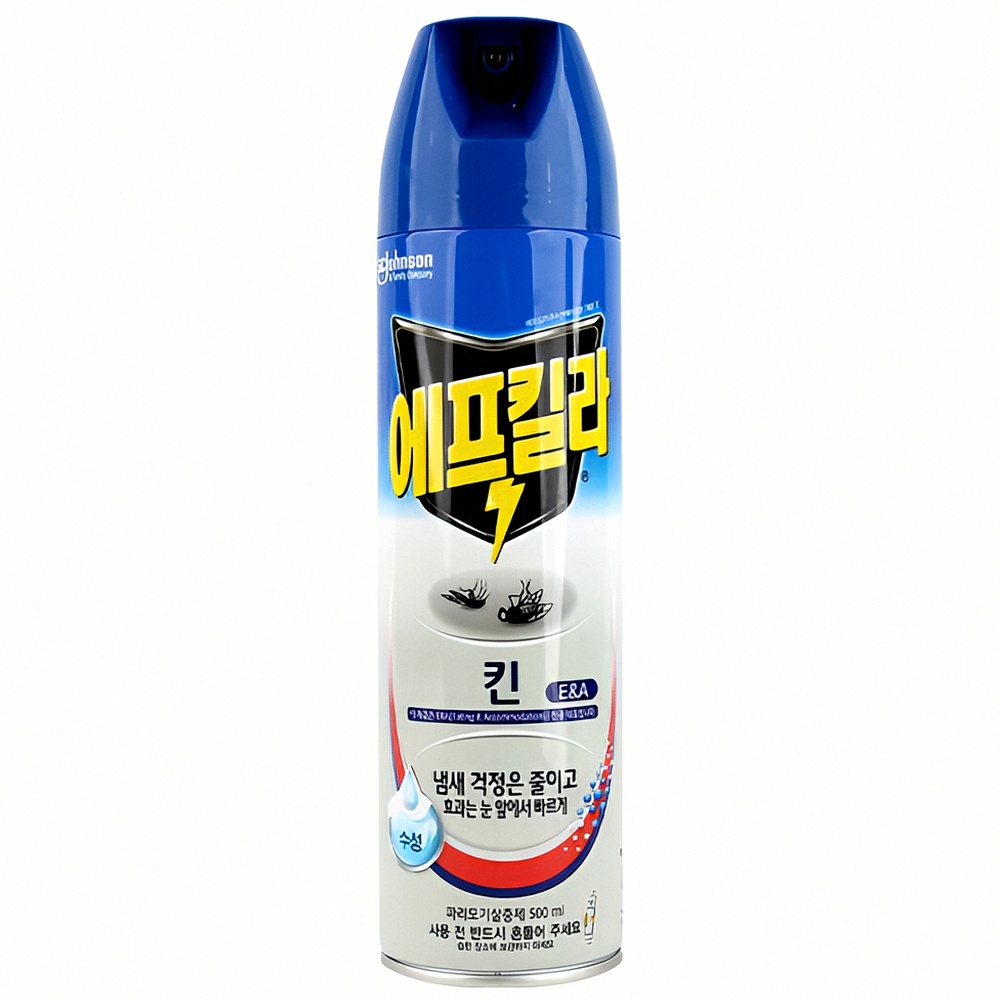 Johnson
에프킬라
®
킨
E&A
냄새 걱정은 줄이고
효과는 눈 앞에서 빠르게
수성
파리모기살충제 500 ml
사용 전 반드시 흔들어 주세요